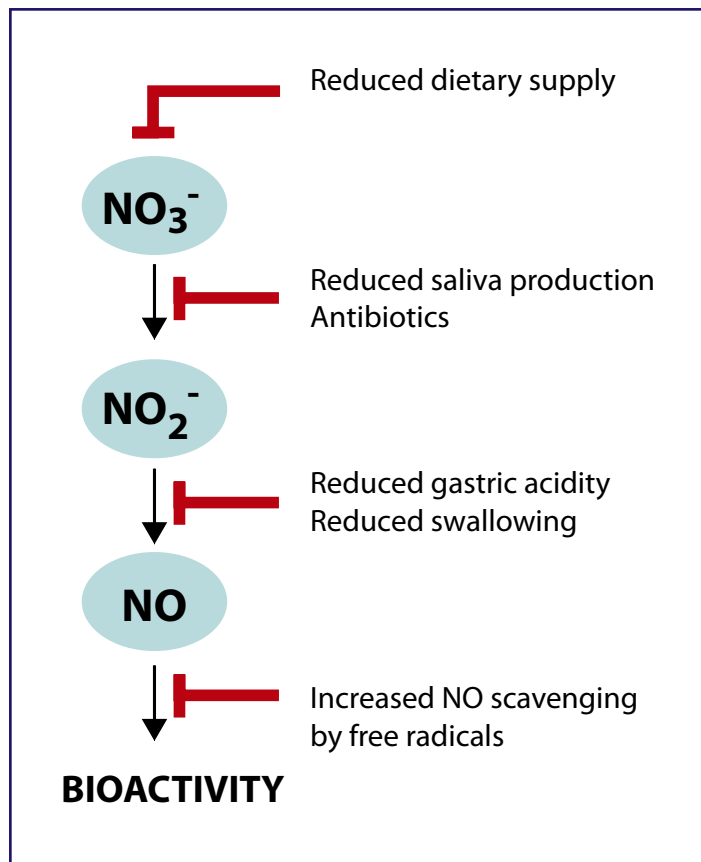 Reduced dietary supply
NO₃⁻
Reduced saliva production
Antibiotics
NO₂⁻
Reduced gastric acidity
Reduced swallowing
NO
Increased NO scavenging
by free radicals
BIOACTIVITY